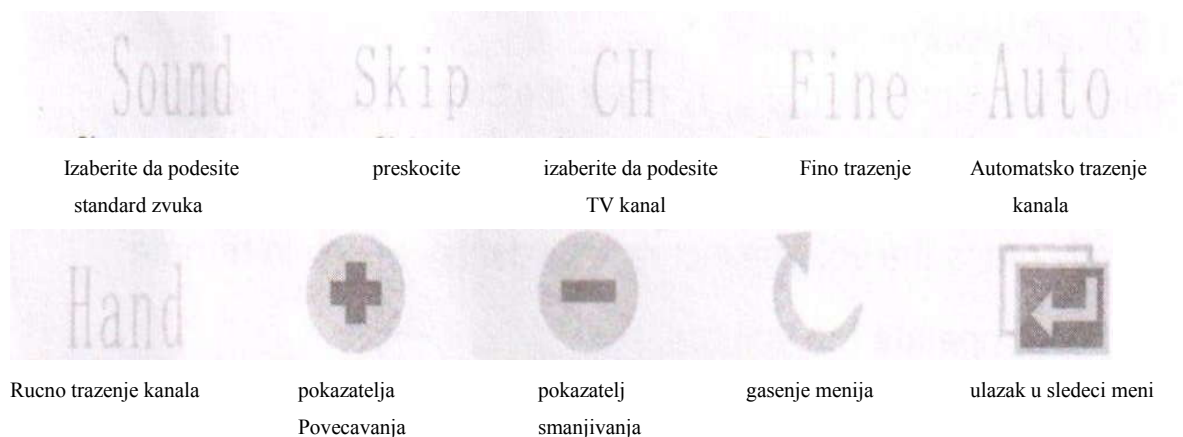 Sound Skip CH Fine Auto
Izaberite da podesite preskocite izaberite da podesite Fino trazenje Automatsko trazenje
standard zvuka TV kanal kanala
Hand
Rucno trazenje kanala pokazatelja pokazatelj gasenje menija ulazak u sledeci meni
Povecavanja smanjivanja